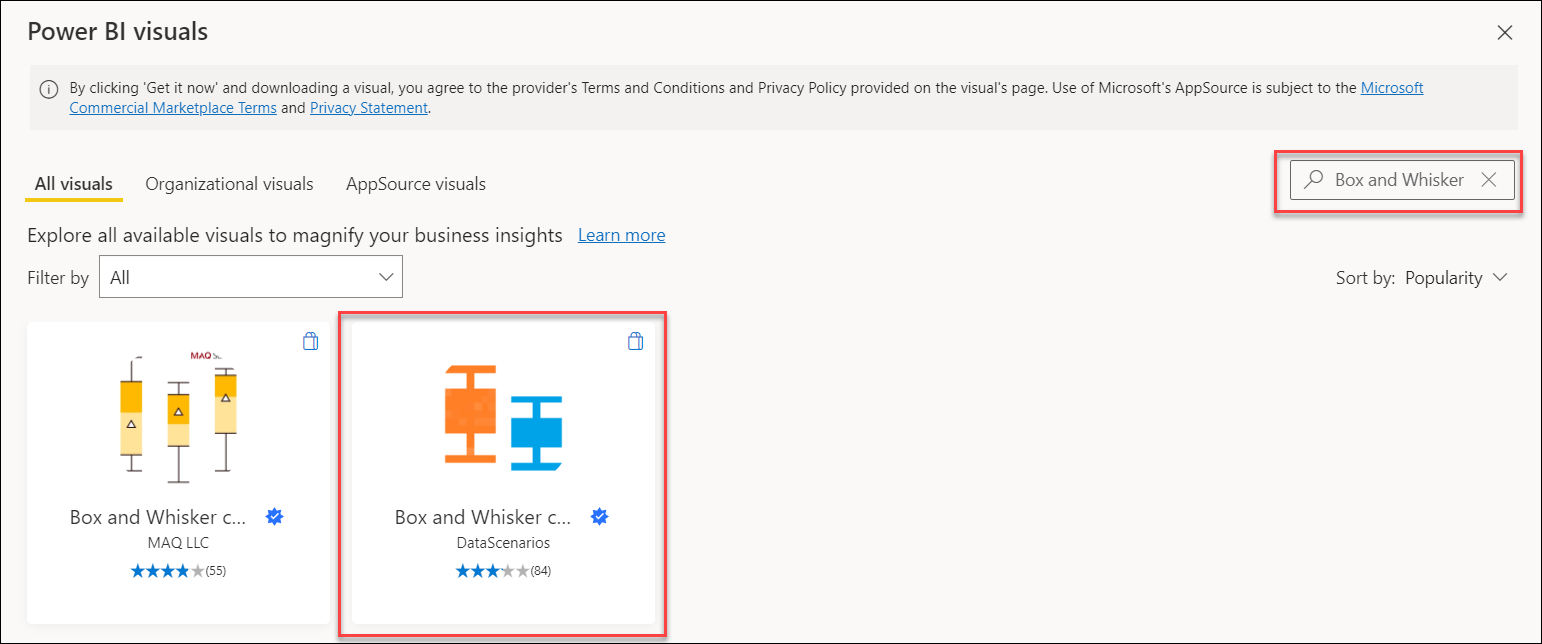 Power BI visuals
By clicking 'Get it now' and downloading a visual, you agree to the provider's Terms and Conditions and Privacy Policy provided on the visual's page. Use of Microsoft's AppSource is subject to the Microsoft
Commercial Marketplace Terms and Privacy Statement.
All visuals Organizational visuals AppSource visuals
Box and Whisker
Explore all available visuals to magnify your business insights Learn more
Filter by All
Sort by: Popularity
MAQ
Box and Whisker c...
MAQ LLC
(55)
Box and Whisker c...
DataScenarios
(84)